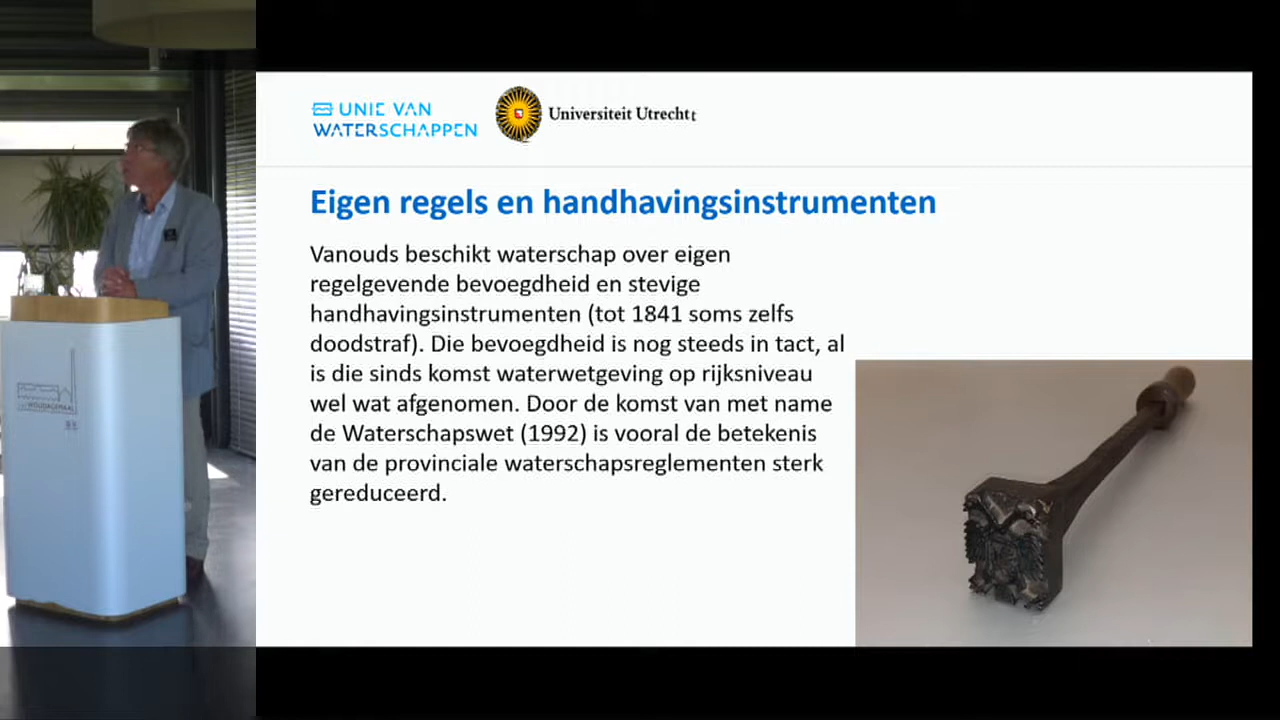 UNIE VAN
WATERSCHAPPEN
Universiteit Utrecht
Eigen regels en handhavingsinstrumenten
Vanouds beschikt waterschap over eigen
regelgevende bevoegdheid en stevige
handhavingsinstrumenten (tot 1841 soms zelfs
doodstraf). Die bevoegdheid is nog steeds in tact, al
is die sinds komst waterwetgeving op rijksniveau
wel wat afgenomen. Door de komst van met name
de Waterschapswet (1992) is vooral de betekenis
van de provinciale waterschapsreglementen sterk
gereduceerd.
WOUDAGEMAAL